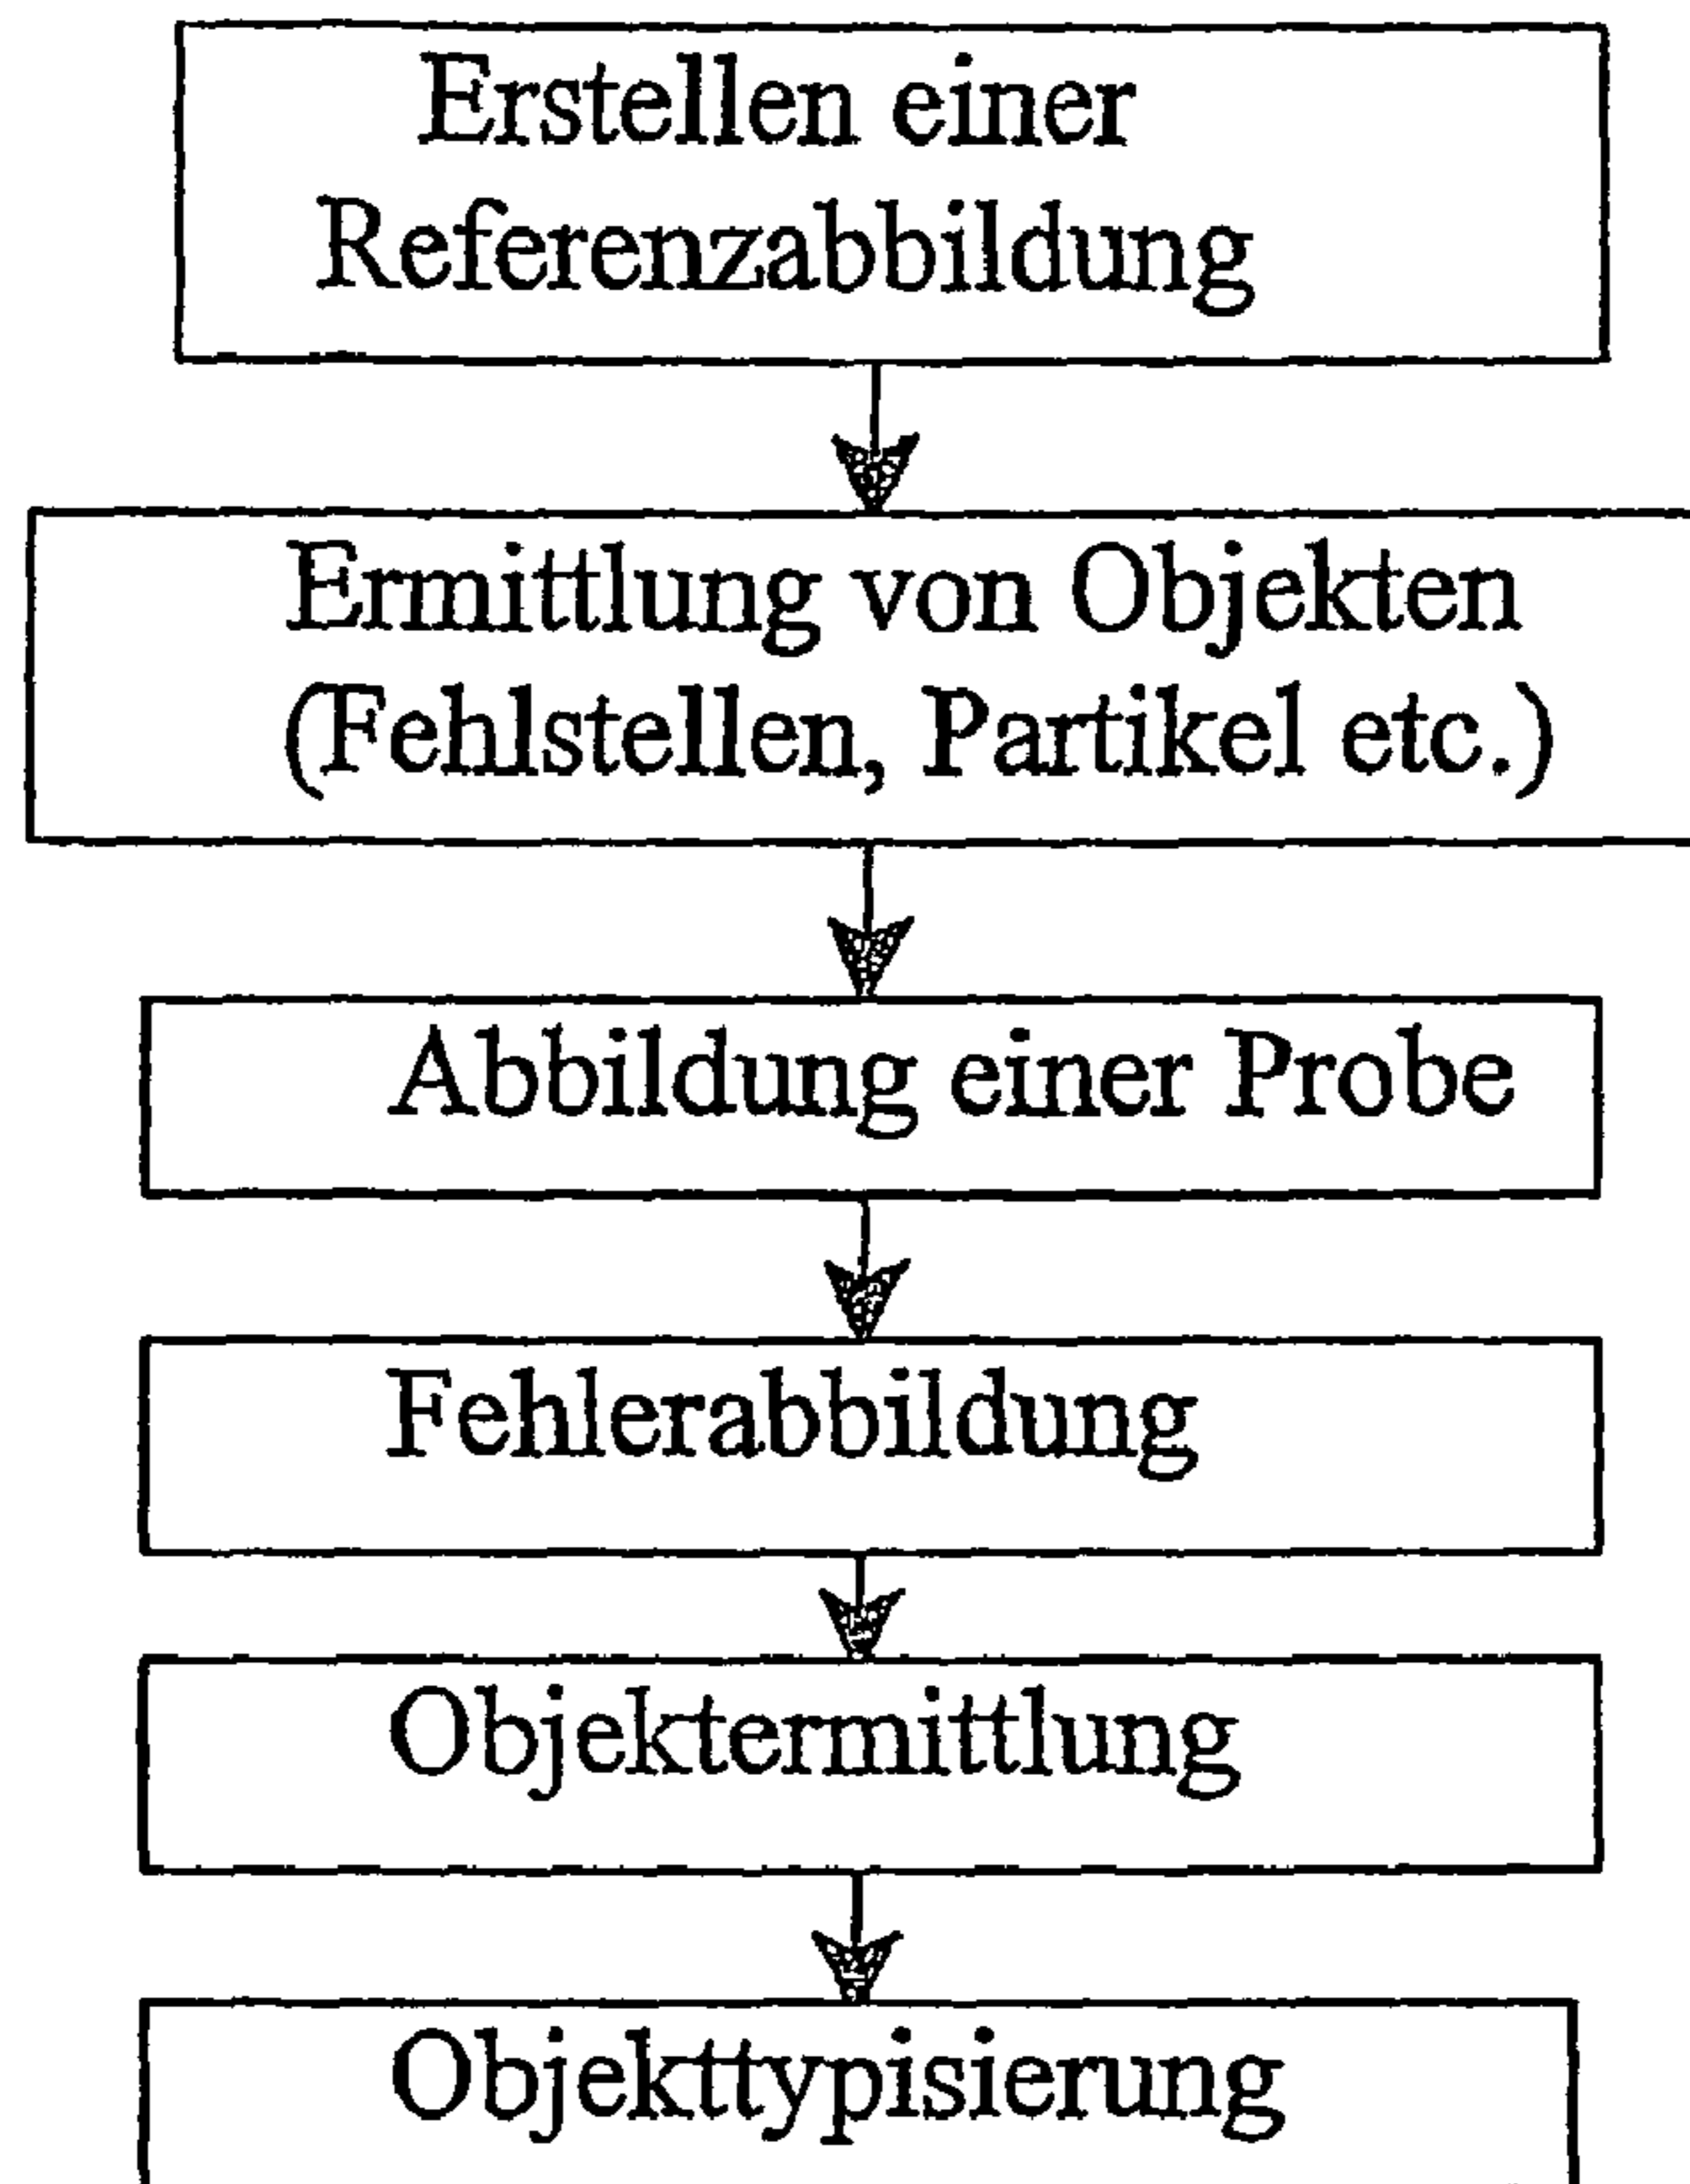 Erstellen einer
Referenzabbildung
Ermittlung von Objekten
(Fehlstellen, Partikel etc.)
Abbildung einer Probe
Fehlerabbildung
Objektermittlung
Objekttypisierung